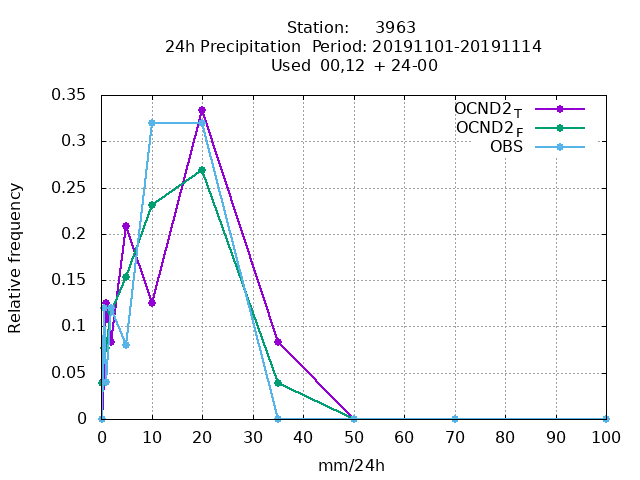 Station: 3963
24h Precipitation Period: 20191101-20191114
Used 00,12 + 24-00
OCND2T
OCND2F
OBS
Relative frequency
0.35
0.3
0.25
0.2
0.15
0.1
0.05
0
0 10 20 30 40 50 60 70 80 90 100
mm/24h